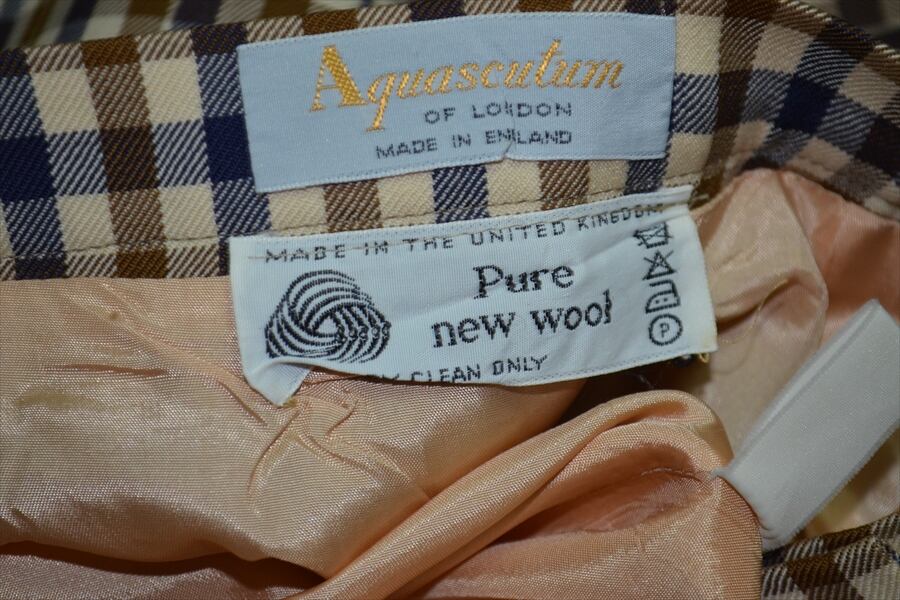 Aquascutum
OF LONDON
MADE IN ENGLAND
MADE IN THE UNITED KINGDOM
Pure
new wool
CLEAN ONLY
P